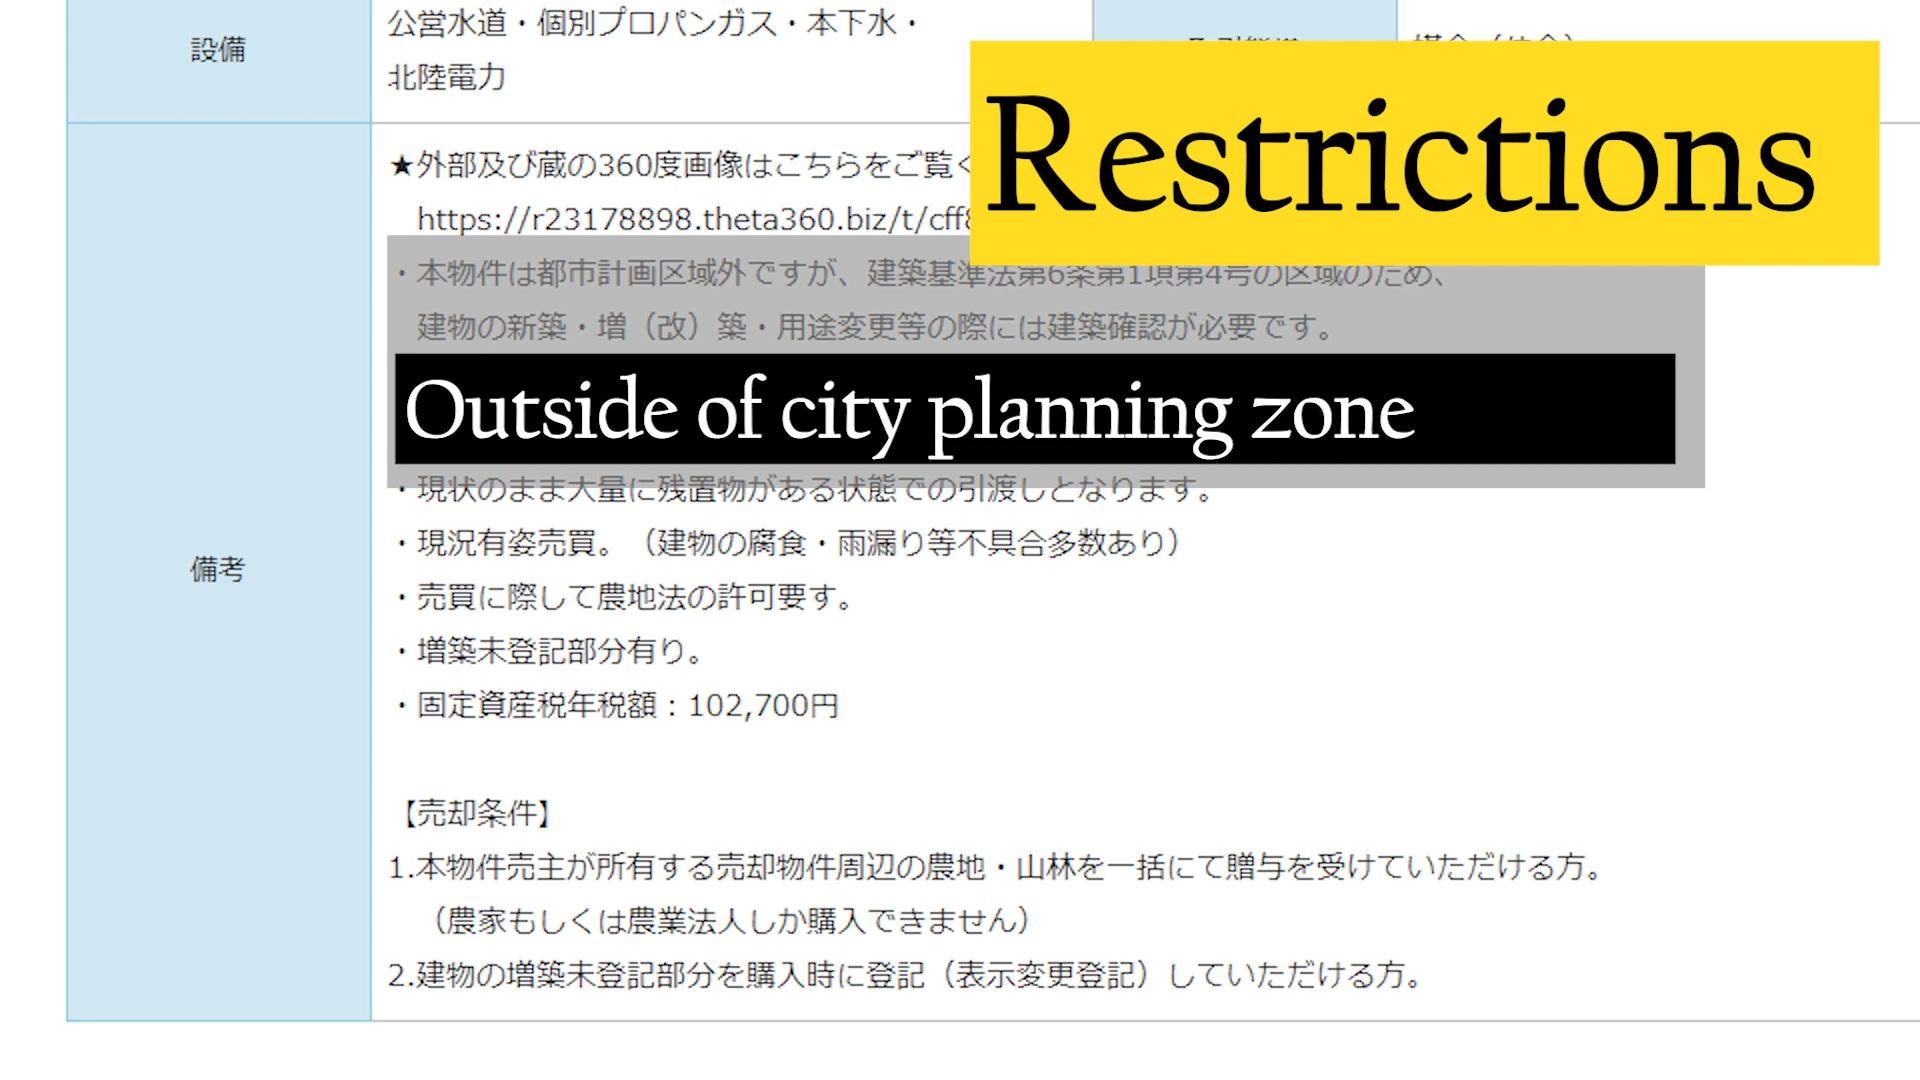 設備
公営水道・個別プロパンガス・本下水・
北陸電力
Restrictions
★外部及び蔵の360度画像はこちらをご覧く
https://r23178898.theta360.biz/t/cff8
・本物件は都市計画区域外ですが、建築基準法第6条第1項第4号の区域のため、
建物の新築・増（改）築・用途変更等の際には建築確認が必要です。
Outside of city planning zone
・現状のまま大量に残置物がある状態での引渡しとなります。
・現況有姿売買。（建物の腐食・雨漏り等不具合多数あり）
備考
・売買に際して農地法の許可要す。
・増築未登記部分有り。
・固定資産税年税額：102,700円
【売却条件】
1.本物件売主が所有する売却物件周辺の農地・山林を一括にて贈与を受けていただける方。
（農家もしくは農業法人しか購入できません）
2.建物の増築未登記部分を購入時に登記（表示変更登記）していただける方。